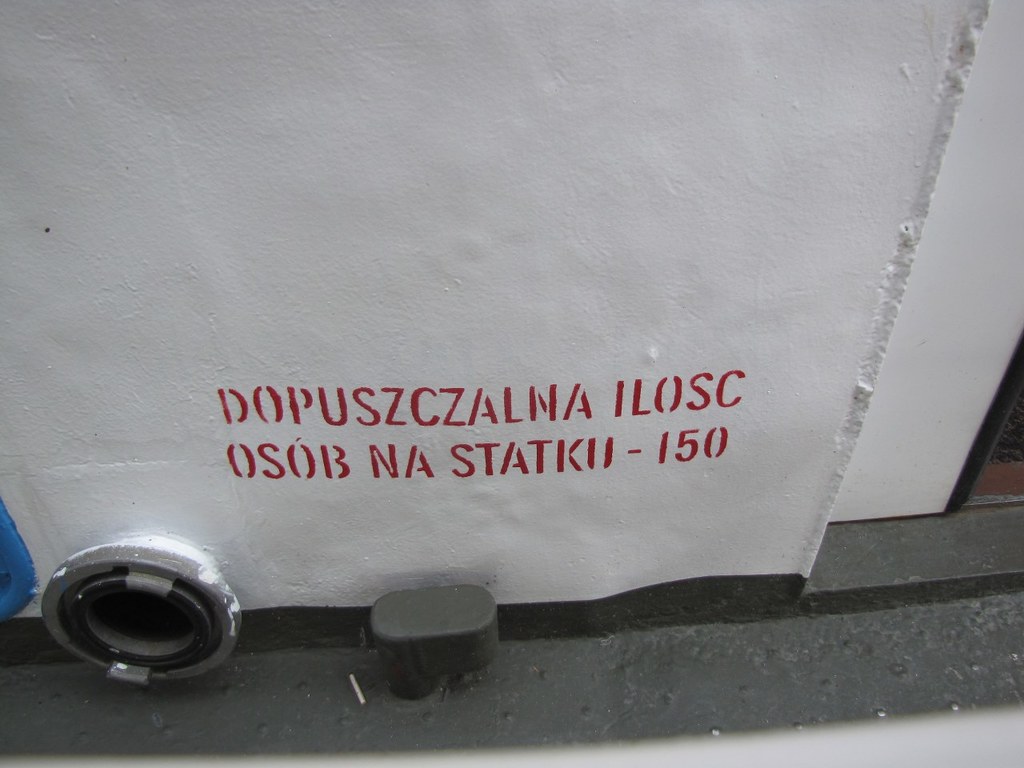 DOPUSZCZALNA ILOSC
OSÓB NA STATKU - 150